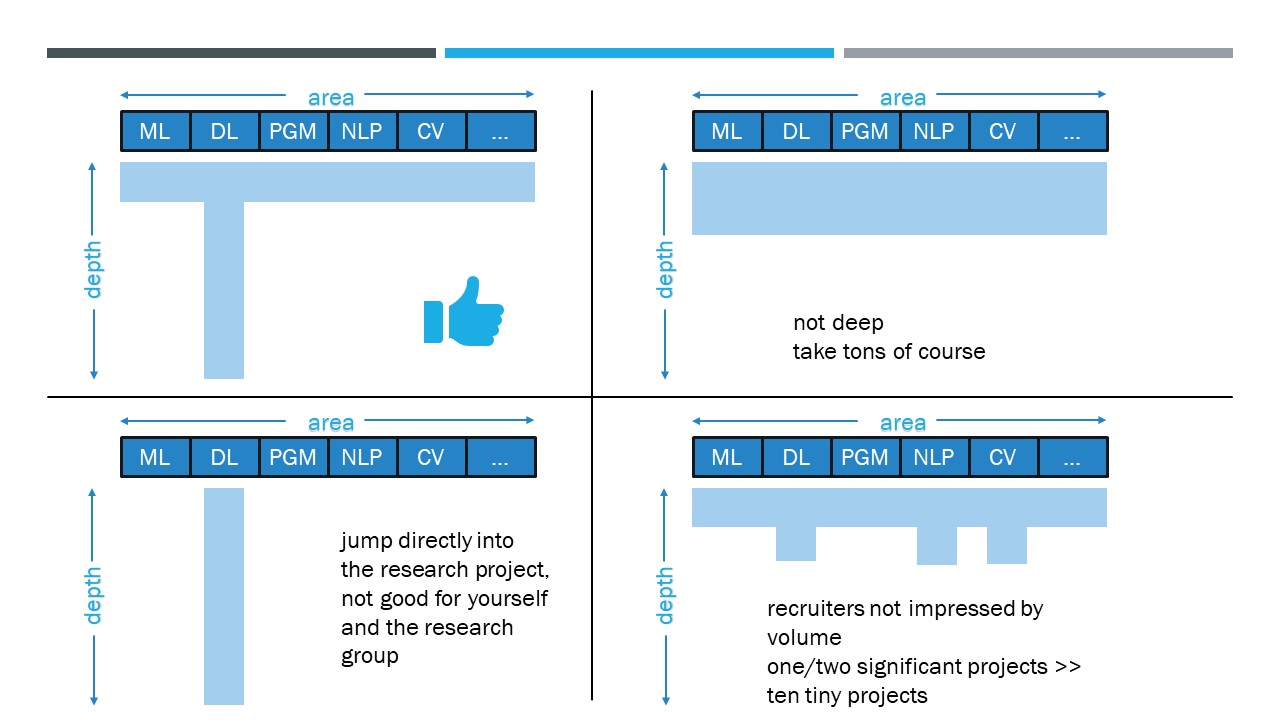 area
ML DL PGM NLP CV ...
depth
area
ML DL PGM NLP CV ...
depth
not deep
take tons of course
area
ML DL PGM NLP CV ...
depth
jump directly into
the research project,
not good for yourself
and the research
group
area
ML DL PGM NLP CV ...
depth
recruiters not impressed by
volume
one/two significant projects >>
ten tiny projects